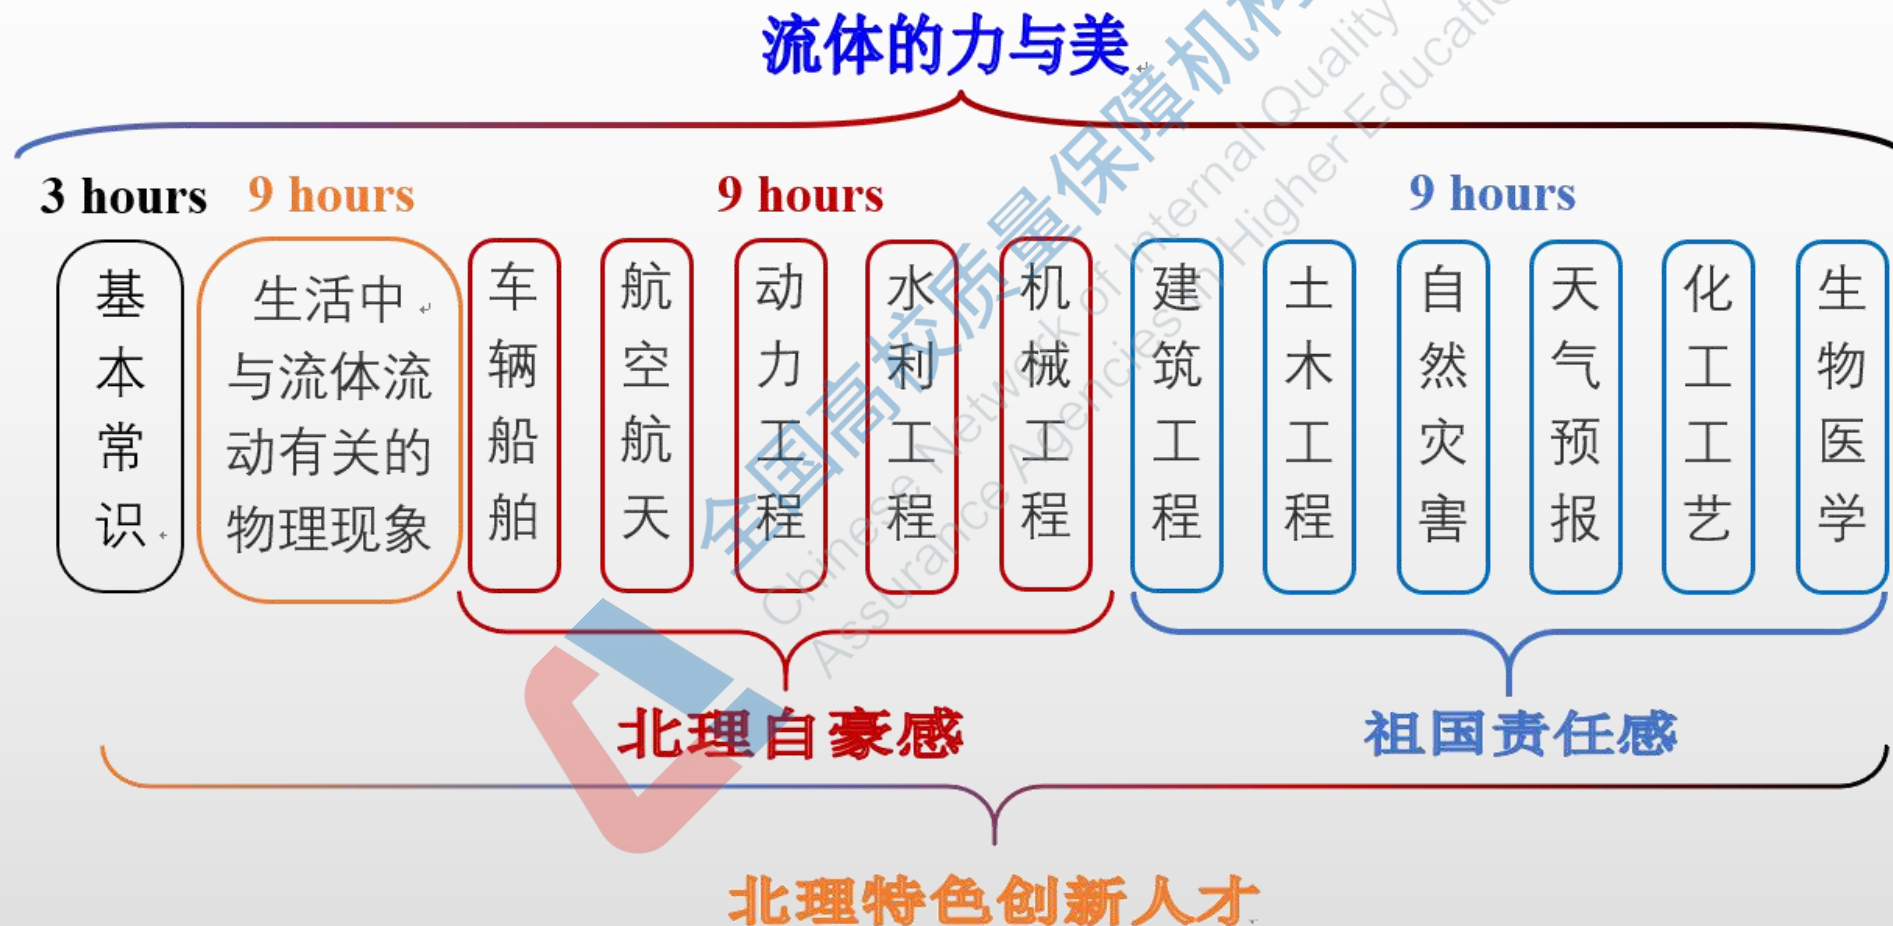 流体的力与美
3 hours
9 hours
9 hours
9 hours
基本常识
生活中
与流体流
动有关的
物理现象
车辆船舶
航空航天
动力工程
水利工程
机械工程
建筑工程
土木工程
自然灾害
天气预报
化工工艺
生物医学
北理自豪感
祖国责任感
北理特色创新人才
全国高校质量保障机构
Chinese Network of Internal Quality
Assurance Agencies in Higher Education